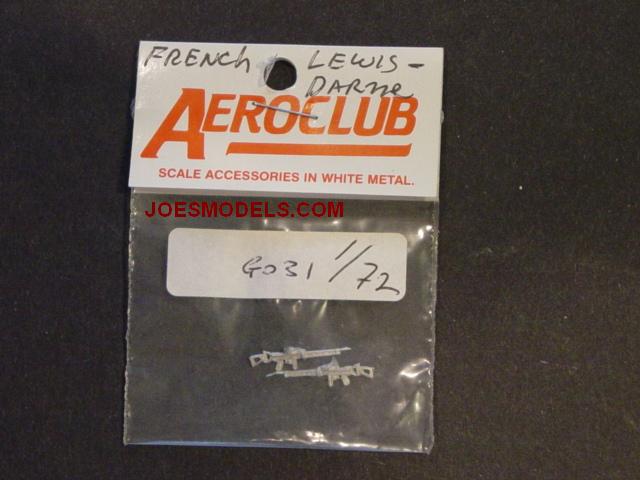 FRENCH LEWIS-
DARNE
AEROCLUB
SCALE ACCESSORIES IN WHITE METAL.
JOESMODELS.COM
G031 1/72